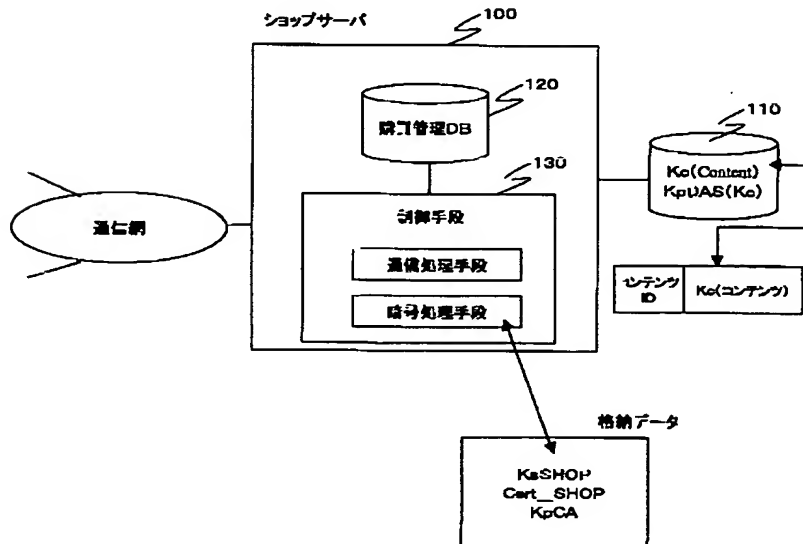 ショップサーバ
100
120
購買管理DB
110
Kc(Content)
KpDAS(Kc)
130
制御手段
通信網
通信処理手段
暗号処理手段
コンテンツ
ID
Kc(コンテンツ)
格納データ
KsSHOP
Cert_SHOP
KpCA